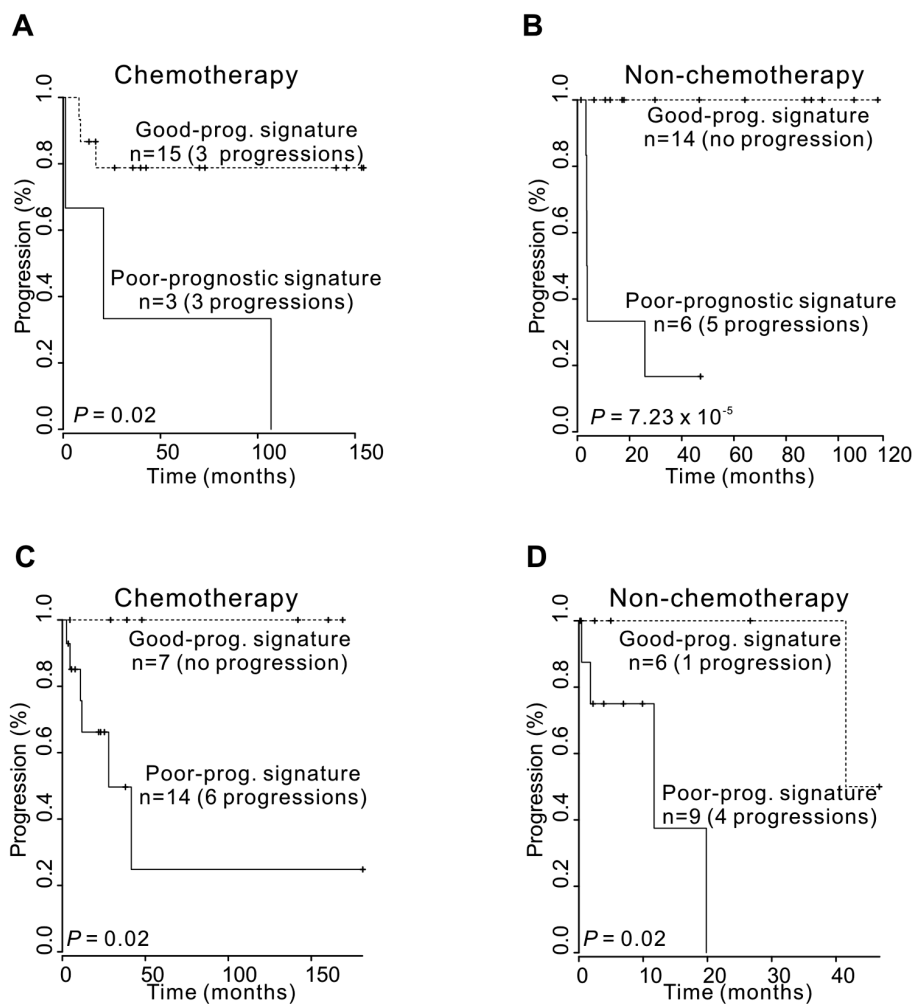 A
Chemotherapy
Progression (%)
1.0
0.8
0.6
0.4
0.2
0.0
Good-prog. signature
n=15 (3 progressions)
Poor-prognostic signature
n=3 (3 progressions)
P = 0.02
0 50 100 150
Time (months)
B
Non-chemotherapy
Progression (%)
1.0
0.8
0.6
0.4
0.2
0.0
Good-prog. signature
n=14 (no progression)
Poor-prognostic signature
n=6 (5 progressions)
P = 7.23 x 10⁻⁵
0 20 40 60 80 100 120
Time (months)
C
Chemotherapy
Progression (%)
1.0
0.8
0.6
0.4
0.2
0.0
Good-prog. signature
n=7 (no progression)
Poor-prog. signature
n=14 (6 progressions)
P = 0.02
0 50 100 150
Time (months)
D
Non-chemotherapy
Progression (%)
1.0
0.8
0.6
0.4
0.2
0.0
Good-prog. signature
n=6 (1 progression)
Poor-prog. signature
n=9 (4 progressions)
P = 0.02
0 10 20 30 40
Time (months)